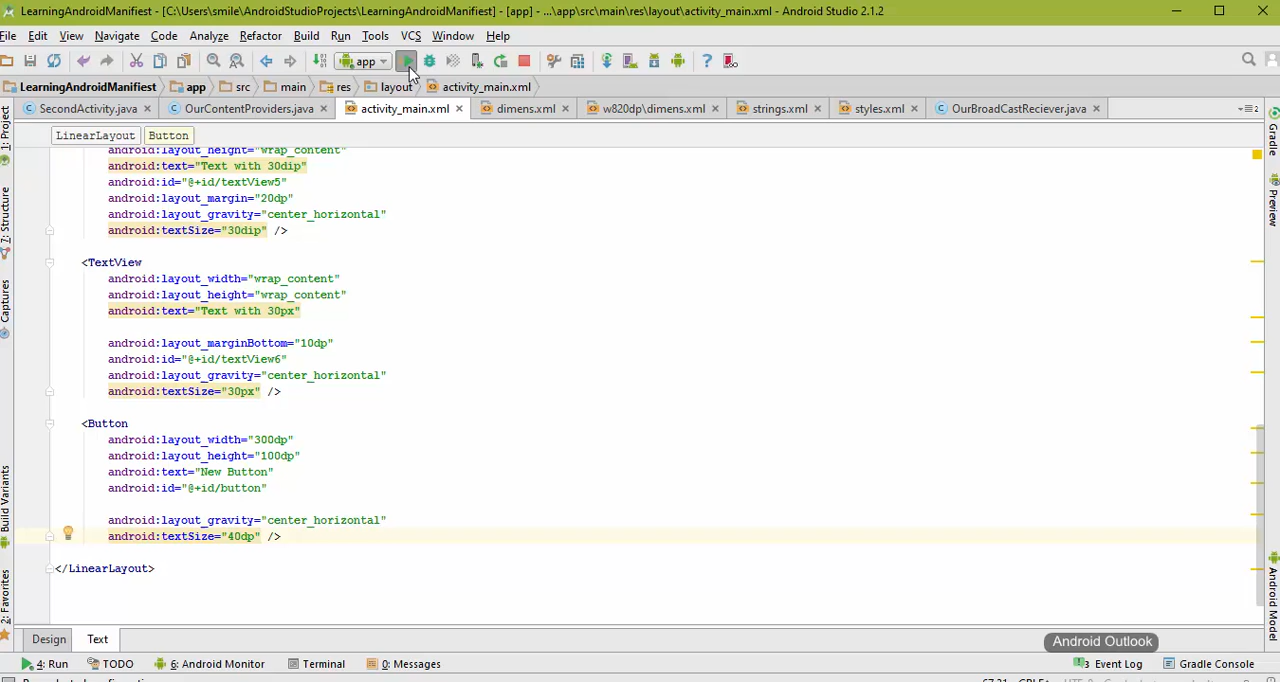 LearningAndroidManifiest - [C:\Users\smile\AndroidStudioProjects\LearningAndroidManifiest] - [app] - ...\app\src\main\res\layout\activity_main.xml - Android Studio 2.1.2
File Edit View Navigate Code Analyze Refactor Build Run Tools VCS Window Help
app
LearningAndroidManifiest app src main res layout activity_main.xml
SecondActivity.java OurContentProviders.java activity_main.xml dimens.xml w820dp\dimens.xml strings.xml styles.xml OurBroadCastReciever.java
LinearLayout Button
android:layout_height="wrap_content"
android:text="Text with 30dip"
android:id="@+id/textView5"
android:layout_margin="20dp"
android:layout_gravity="center_horizontal"
android:textSize="30dip" />
<TextView
android:layout_width="wrap_content"
android:layout_height="wrap_content"
android:text="Text with 30px"
android:layout_marginBottom="10dp"
android:id="@+id/textView6"
android:layout_gravity="center_horizontal"
android:textSize="30px" />
<Button
android:layout_width="300dp"
android:layout_height="100dp"
android:text="New Button"
android:id="@+id/button"
android:layout_gravity="center_horizontal"
android:textSize="40dp" />
</LinearLayout>
1: Project
7: Structure
Captures
Build Variants
2: Favorites
Gradle
Preview
Android Model
Design Text
Android Outlook
4: Run TODO 6: Android Monitor Terminal 0: Messages 3 Event Log Gradle Console